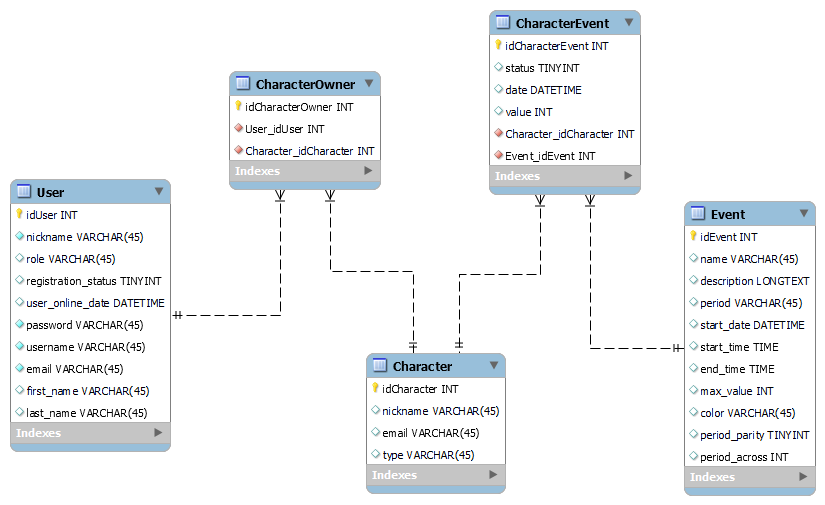 User
idUser INT
nickname VARCHAR(45)
role VARCHAR(45)
registration_status TINYINT
user_online_date DATETIME
password VARCHAR(45)
username VARCHAR(45)
email VARCHAR(45)
first_name VARCHAR(45)
last_name VARCHAR(45)
Indexes
CharacterOwner
idCharacterOwner INT
User_idUser INT
Character_idCharacter INT
Indexes
Character
idCharacter INT
nickname VARCHAR(45)
email VARCHAR(45)
type VARCHAR(45)
Indexes
CharacterEvent
idCharacterEvent INT
status TINYINT
date DATETIME
value INT
Character_idCharacter INT
Event_idEvent INT
Indexes
Event
idEvent INT
name VARCHAR(45)
description LONGTEXT
period VARCHAR(45)
start_date DATETIME
start_time TIME
end_time TIME
max_value INT
color VARCHAR(45)
period_parity TINYINT
period_across INT
Indexes